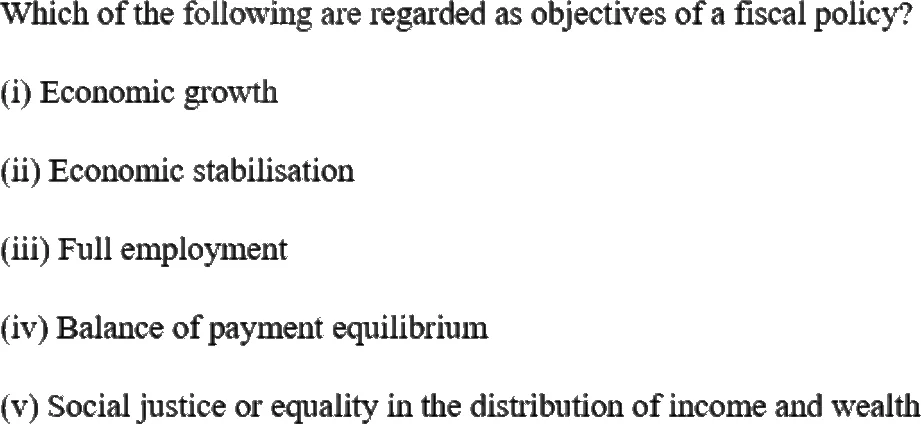 Which of the following are regarded as objectives of a fiscal policy?
(i) Economic growth
(ii) Economic stabilisation
(iii) Full employment
(iv) Balance of payment equilibrium
(v) Social justice or equality in the distribution of income and wealth